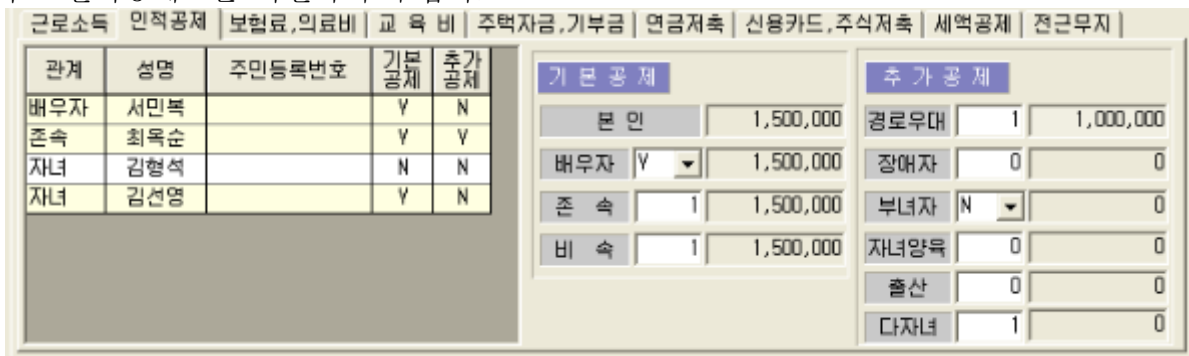 근로소득 인적공제 보험료,의료비 교 육 비 주택자금,기부금 연금저축 신용카드,주식저축 세액공제 전근무지
관계 성명 주민등록번호 기본공제 추가공제
배우자 서민복 Y N
존속 최옥순 Y Y
자녀 김형석 N N
자녀 김선영 Y N
기 본 공 제
본 인 1,500,000
배우자 Y 1,500,000
존 속 1 1,500,000
비 속 1 1,500,000
추 가 공 제
경로우대 1 1,000,000
장애자 0 0
부녀자 N 0
자녀양육 0 0
출산 0 0
다자녀 1 0